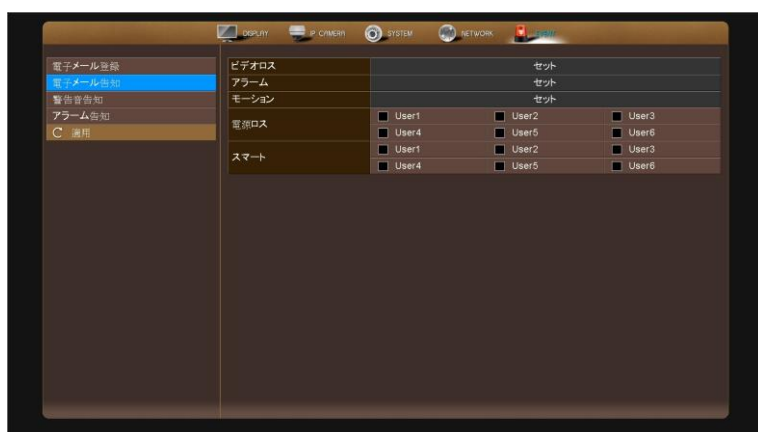 DISPLAY IP CAMERA SYSTEM NETWORK EVENT
電子メール登録
電子メール告知
警告音告知
アラーム告知
適用
ビデオロス セット
アラーム セット
モーション セット
電源ロス
User1 User2 User3
User4 User5 User6
スマート
User1 User2 User3
User4 User5 User6